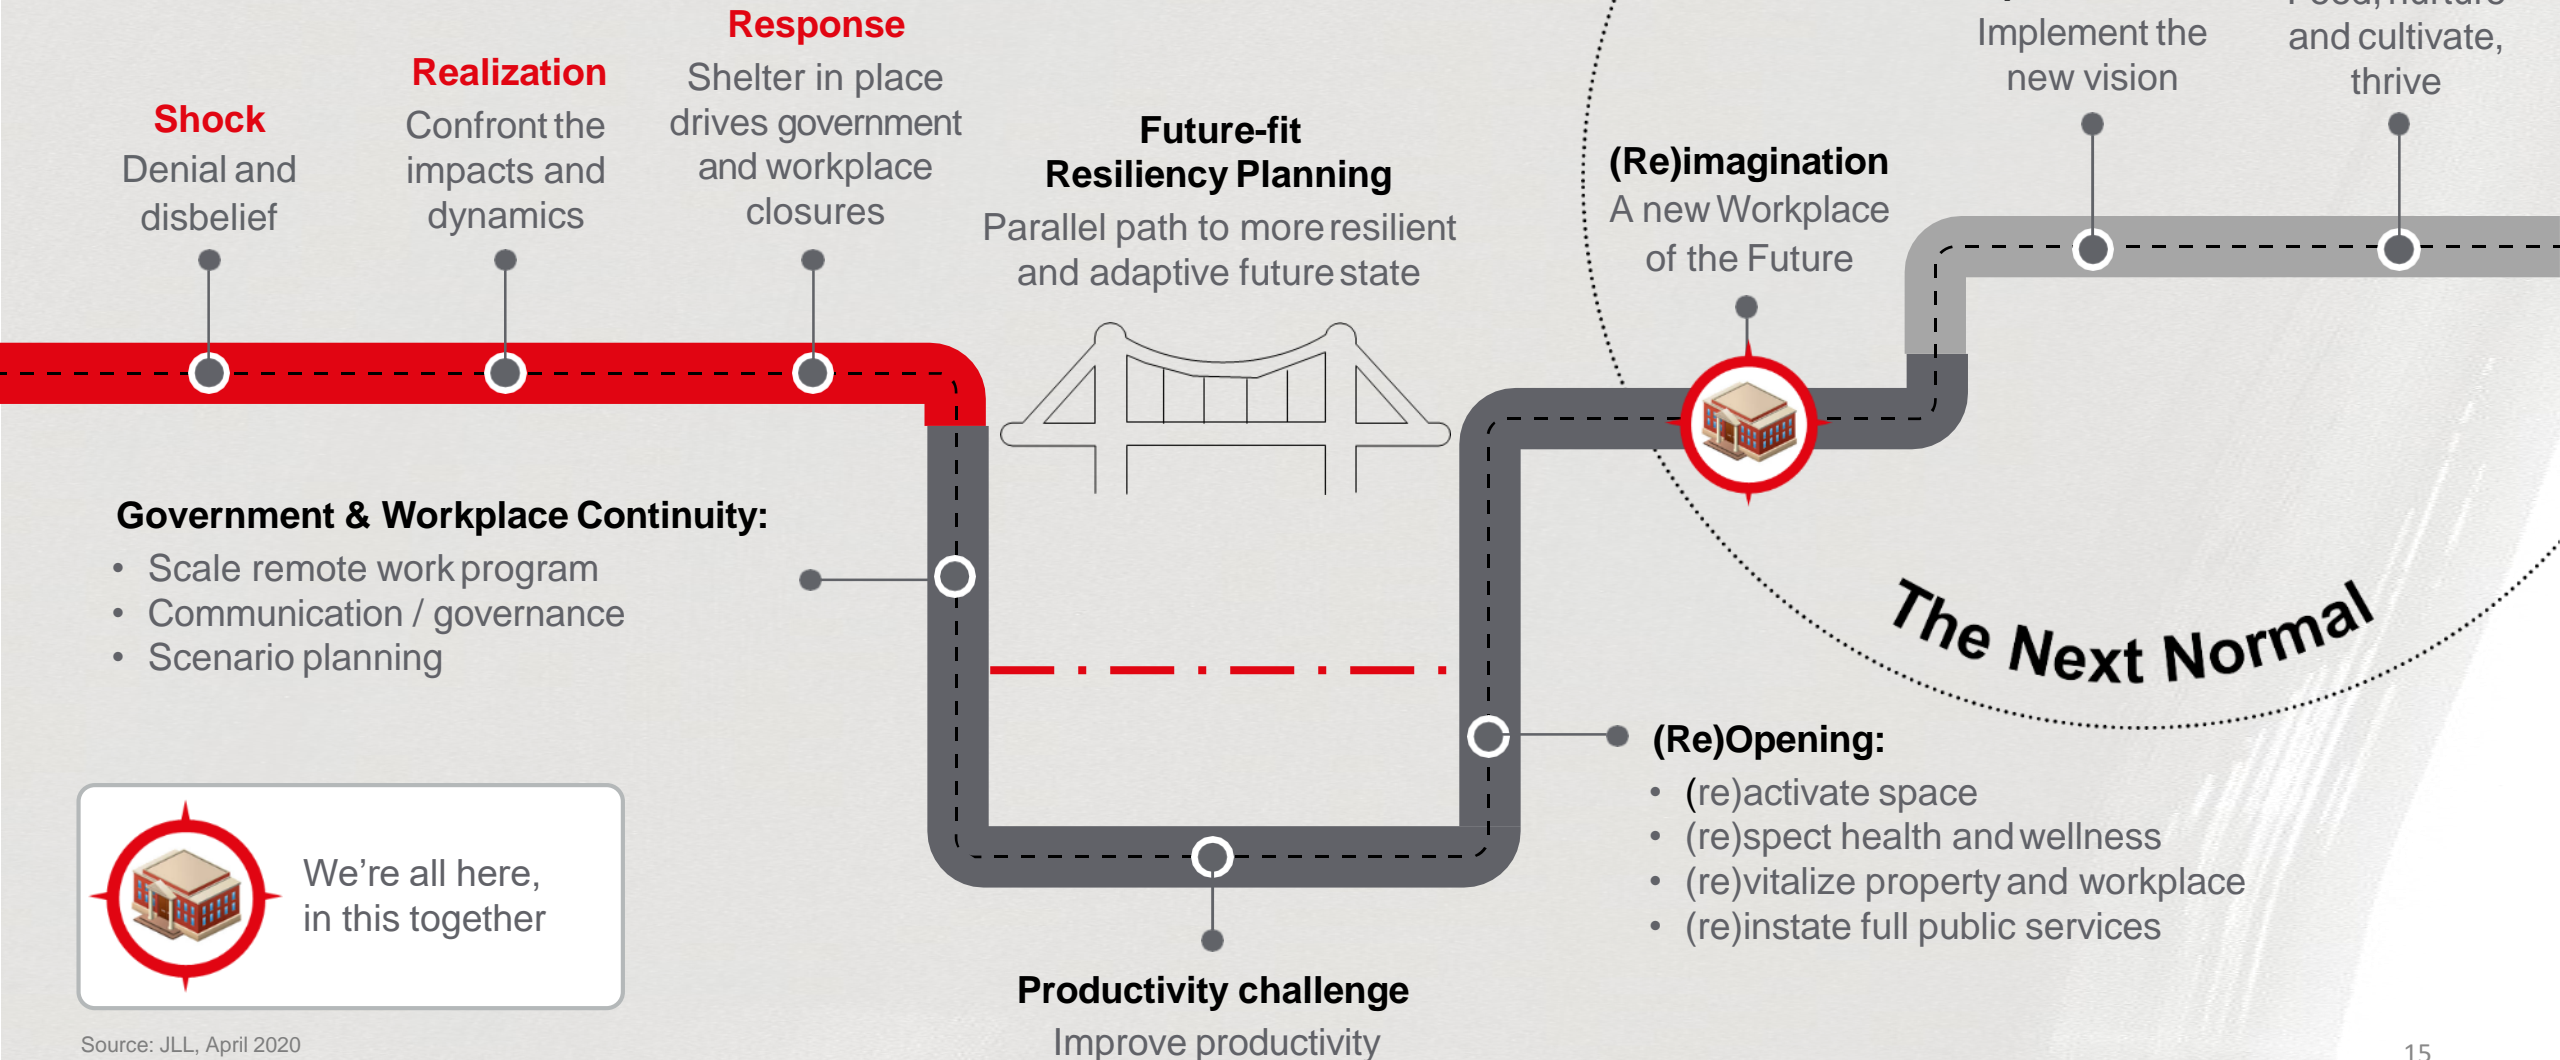 Shock
Denial and
disbelief
Realization
Confront the
impacts and
dynamics
Response
Shelter in place
drives government
and workplace
closures
Future-fit
Resiliency Planning
Parallel path to more resilient
and adaptive future state
(Re)imagination
A new Workplace
of the Future
Implement the
new vision
and cultivate,
thrive
Government & Workplace Continuity:
• Scale remote work program
• Communication / governance
• Scenario planning
The Next Normal
(Re)Opening:
• (re)activate space
• (re)spect health and wellness
• (re)vitalize property and workplace
• (re)instate full public services
We're all here,
in this together
Productivity challenge
Improve productivity
Source: JLL, April 2020
15